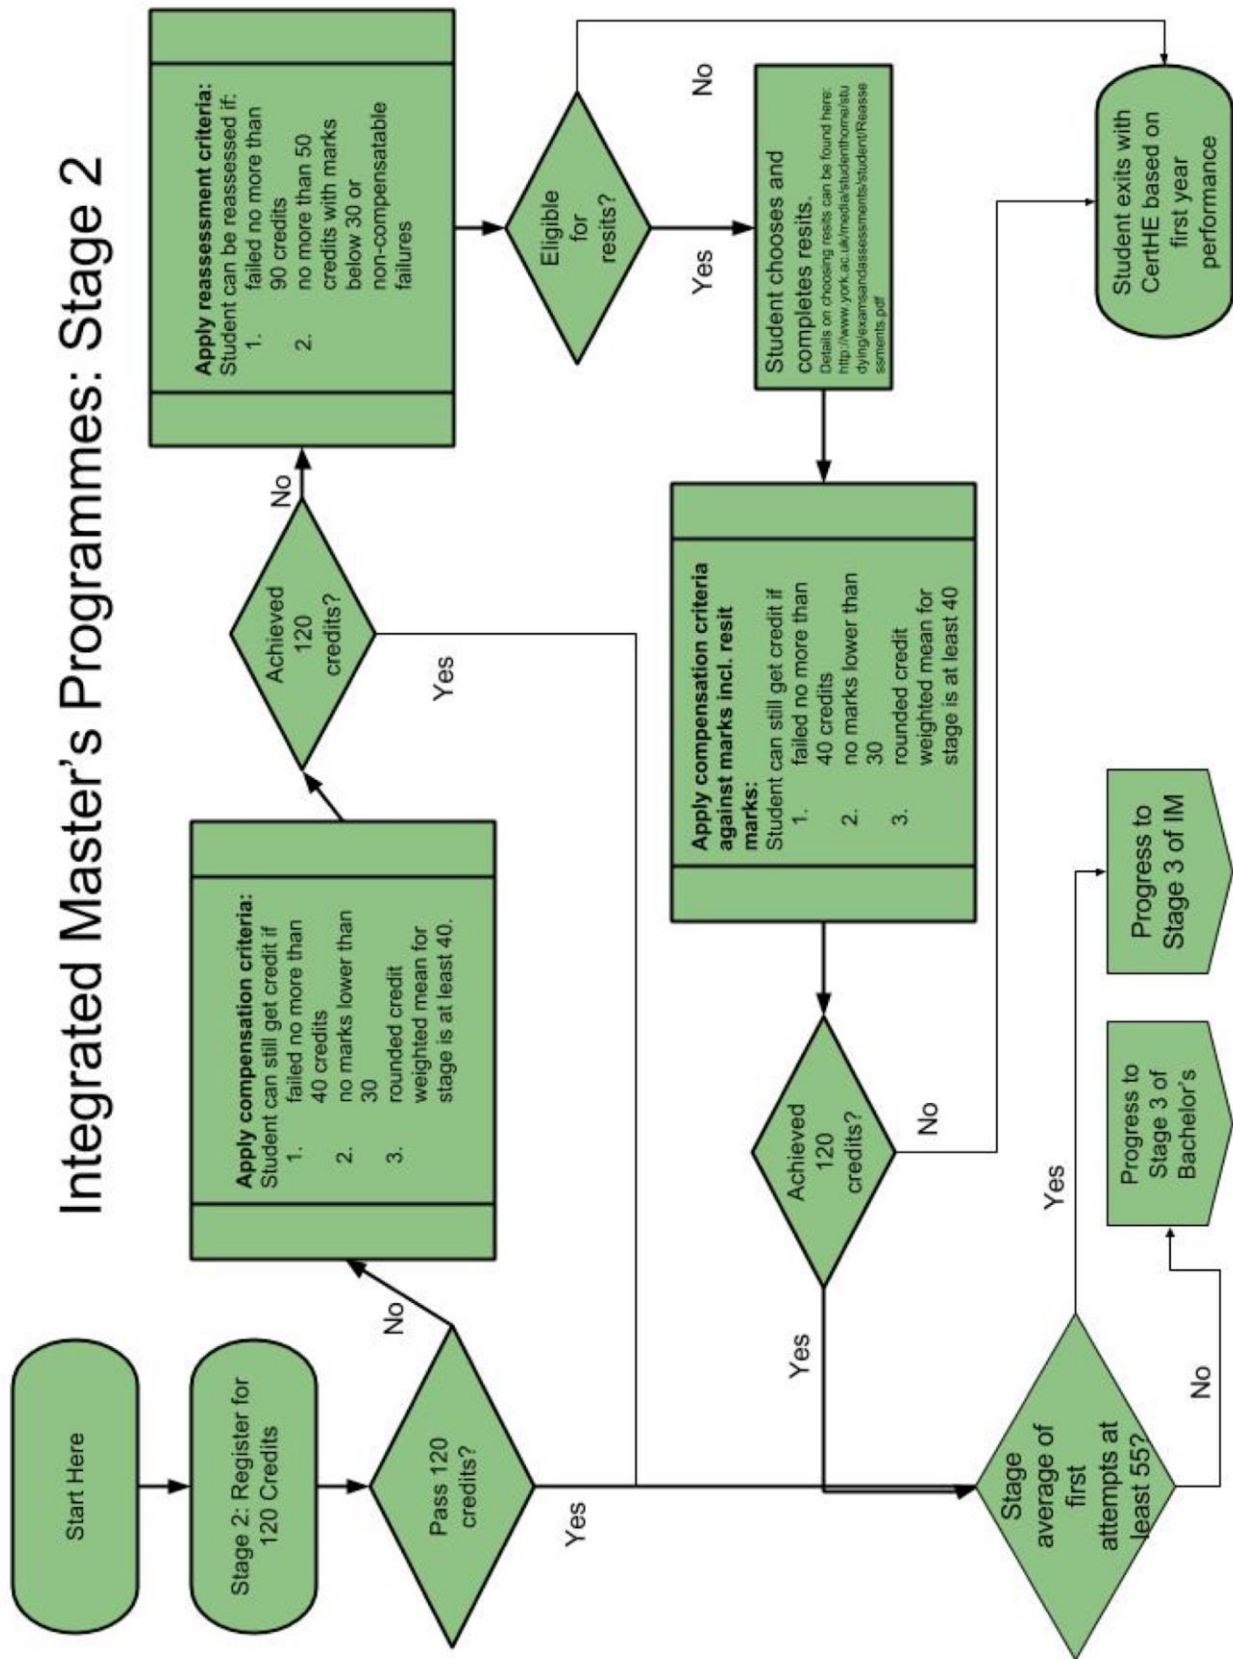 Integrated Master's Programmes: Stage 2
Start Here
Stage 2: Register for
120 Credits
Pass 120
credits?
No
Yes
Apply compensation criteria:
Student can still get credit if
1. failed no more than
40 credits
2. no marks lower than
30
3. rounded credit
weighted mean for
stage is at least 40.
Achieved
120
credits?
No
Yes
Apply reassessment criteria:
Student can be reassessed if:
1. failed no more than
90 credits
2. no more than 50
credits with marks
below 30 or
non-compensatable
failures
Eligible
for
resits?
No
Yes
Student chooses and
completes resits.
Details on choosing resits can be found here:
http://www.york.ac.uk/media/studenthome/stu
dying/examsandassessments/student/Reasse
ssments.pdf
Apply compensation criteria
against marks incl. resit
marks:
Student can still get credit if
1. failed no more than
40 credits
2. no marks lower than
30
3. rounded credit
weighted mean for
stage is at least 40
Achieved
120
credits?
No
Yes
Student exits with
CertHE based on
first year
performance
Stage
average of
first
attempts at
least 55?
Yes
No
Progress to
Stage 3 of
Bachelor's
Progress to
Stage 3 of IM